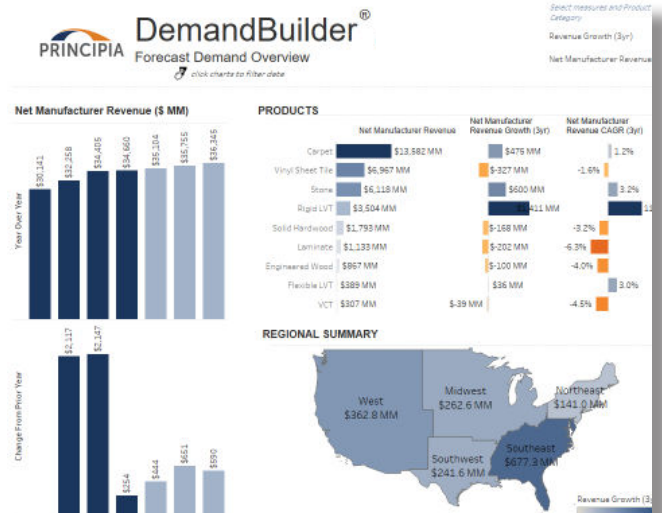 Select measures and Product
Category
Revenue Growth (3yr)
Net Manufacturer Revenue
PRINCIPIA
DemandBuilder®
Forecast Demand Overview
click charts to filter data
Net Manufacturer Revenue ($ MM)
Year Over Year
$30,141
$32,258
$34,405
$34,660
$35,104
$35,755
$36,345
Change From Prior Year
$2,117
$2,147
$254
$444
$651
$590
PRODUCTS
Net Manufacturer Revenue
Net Manufacturer
Revenue Growth (3yr)
Net Manufacturer
Revenue CAGR (3yr)
Carpet $13,582 MM $475 MM 1.2%
Vinyl Sheet Tile $6,967 MM $-327 MM -1.6%
Stone $6,118 MM $600 MM 3.2%
Rigid LVT $3,504 MM $1,411 MM 11
Solid Hardwood $1,793 MM $-168 MM -3.2%
Laminate $1,133 MM $-202 MM -6.3%
Engineered Wood $867 MM $-100 MM -4.0%
Flexible LVT $389 MM $36 MM 3.0%
VCT $307 MM $-39 MM -4.5%
REGIONAL SUMMARY
West
$362.8 MM
Midwest
$262.6 MM
Northeast
$141.0 MM
Southwest
$241.6 MM
Southeast
$677.3 MM
Revenue Growth (3